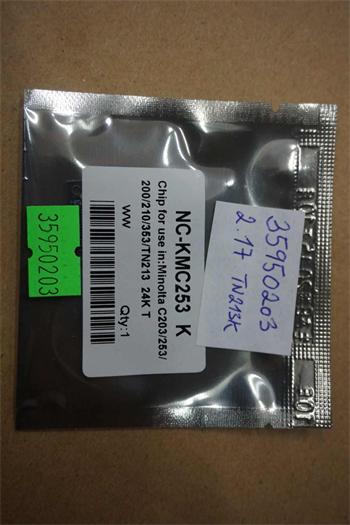 35950203
NC-KMC253 K
Chip for use in:Minolta C203/253/
200/210/353/TN213 24K T
WW
Qty:1
35950203
2.17 TN213K